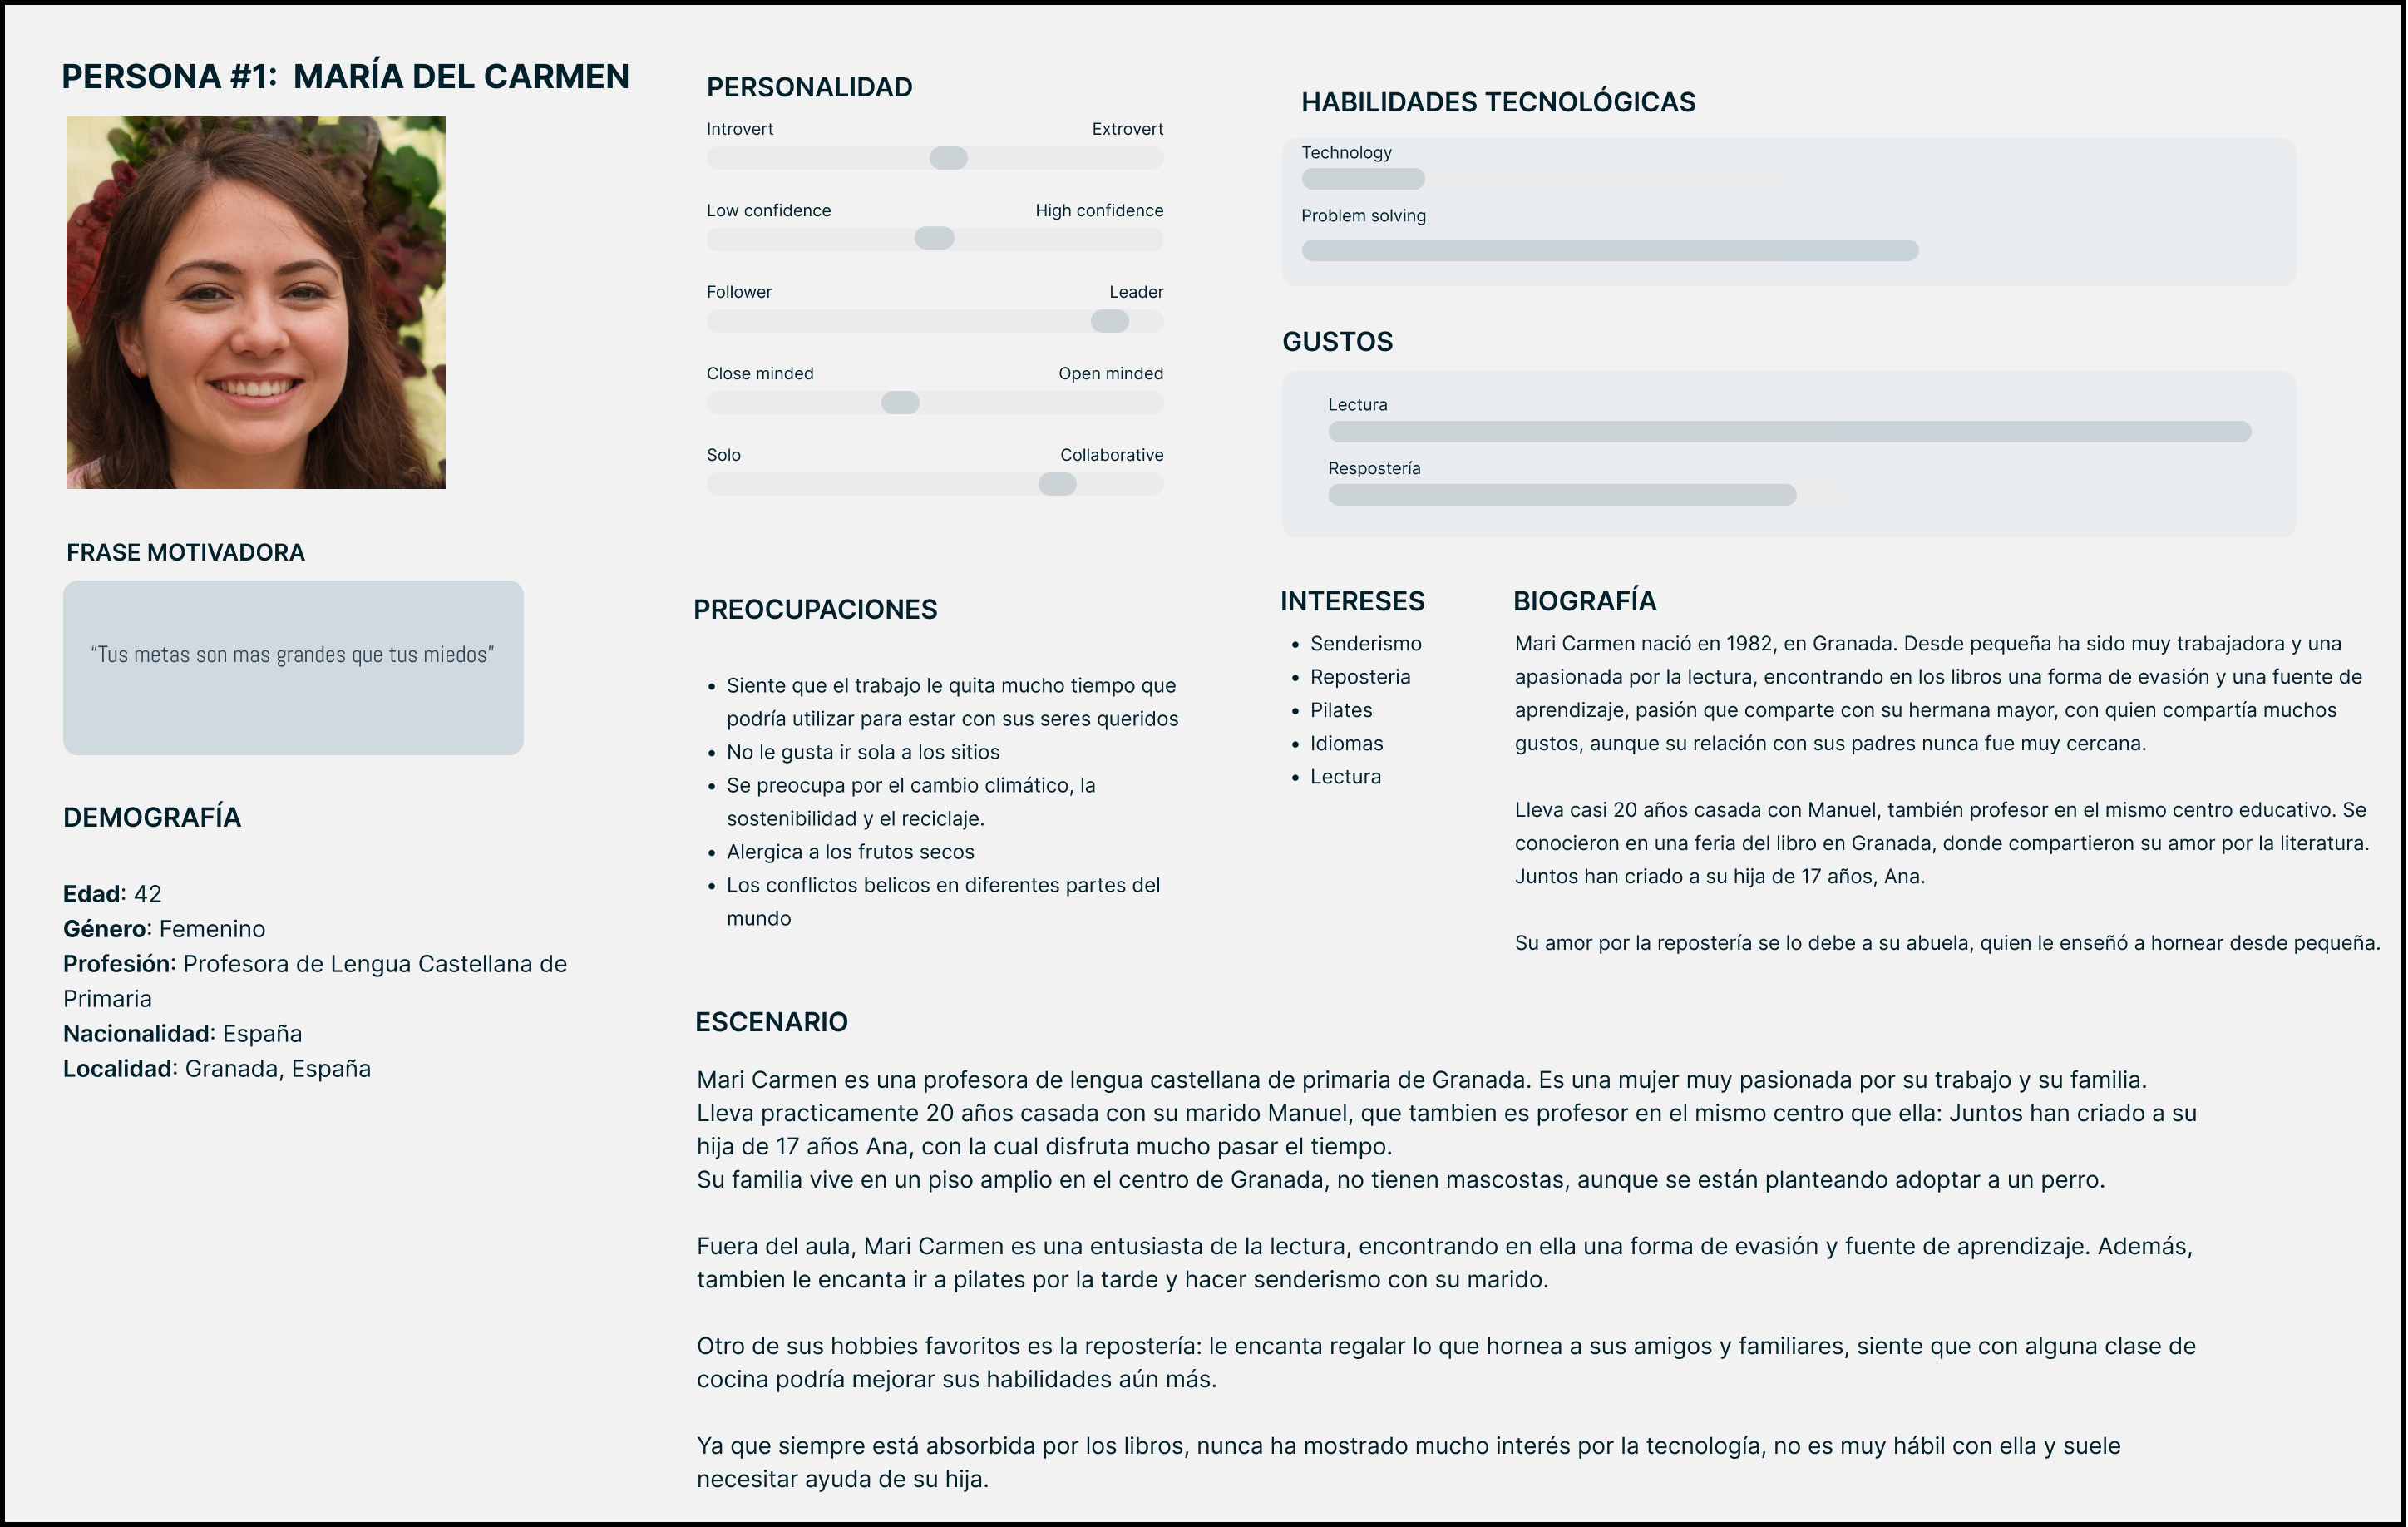 PERSONA #1: MARÍA DEL CARMEN
FRASE MOTIVADORA
“Tus metas son mas grandes que tus miedos”
DEMOGRAFÍA
Edad: 42
Género: Femenino
Profesión: Profesora de Lengua Castellana de
Primaria
Nacionalidad: España
Localidad: Granada, España
PERSONALIDAD
Introvert Extrovert
Low confidence High confidence
Follower Leader
Close minded Open minded
Solo Collaborative
HABILIDADES TECNOLÓGICAS
Technology
Problem solving
GUSTOS
Lectura
Respostería
PREOCUPACIONES
• Siente que el trabajo le quita mucho tiempo que
podría utilizar para estar con sus seres queridos
• No le gusta ir sola a los sitios
• Se preocupa por el cambio climático, la
sostenibilidad y el reciclaje.
• Alergica a los frutos secos
• Los conflictos belicos en diferentes partes del
mundo
INTERESES
• Senderismo
• Reposteria
• Pilates
• Idiomas
• Lectura
BIOGRAFÍA
Mari Carmen nació en 1982, en Granada. Desde pequeña ha sido muy trabajadora y una
apasionada por la lectura, encontrando en los libros una forma de evasión y una fuente de
aprendizaje, pasión que comparte con su hermana mayor, con quien compartía muchos
gustos, aunque su relación con sus padres nunca fue muy cercana.
Lleva casi 20 años casada con Manuel, también profesor en el mismo centro educativo. Se
conocieron en una feria del libro en Granada, donde compartieron su amor por la literatura.
Juntos han criado a su hija de 17 años, Ana.
Su amor por la repostería se lo debe a su abuela, quien le enseñó a hornear desde pequeña.
ESCENARIO
Mari Carmen es una profesora de lengua castellana de primaria de Granada. Es una mujer muy pasionada por su trabajo y su familia.
Lleva practicamente 20 años casada con su marido Manuel, que tambien es profesor en el mismo centro que ella: Juntos han criado a su
hija de 17 años Ana, con la cual disfruta mucho pasar el tiempo.
Su familia vive en un piso amplio en el centro de Granada, no tienen mascostas, aunque se están planteando adoptar a un perro.
Fuera del aula, Mari Carmen es una entusiasta de la lectura, encontrando en ella una forma de evasión y fuente de aprendizaje. Además,
tambien le encanta ir a pilates por la tarde y hacer senderismo con su marido.
Otro de sus hobbies favoritos es la repostería: le encanta regalar lo que hornea a sus amigos y familiares, siente que con alguna clase de
cocina podría mejorar sus habilidades aún más.
Ya que siempre está absorbida por los libros, nunca ha mostrado mucho interés por la tecnología, no es muy hábil con ella y suele
necesitar ayuda de su hija.